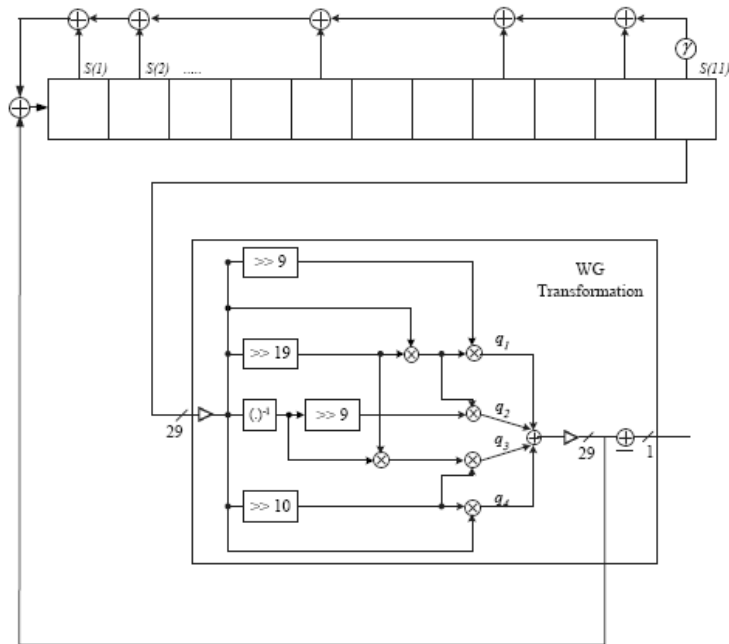 γ
S(1) S(2) ..... S(11)
>> 9
WG
Transformation
q1
>> 19
(.)-1
>> 9
q2
29
q3
29
1
>> 10
q4